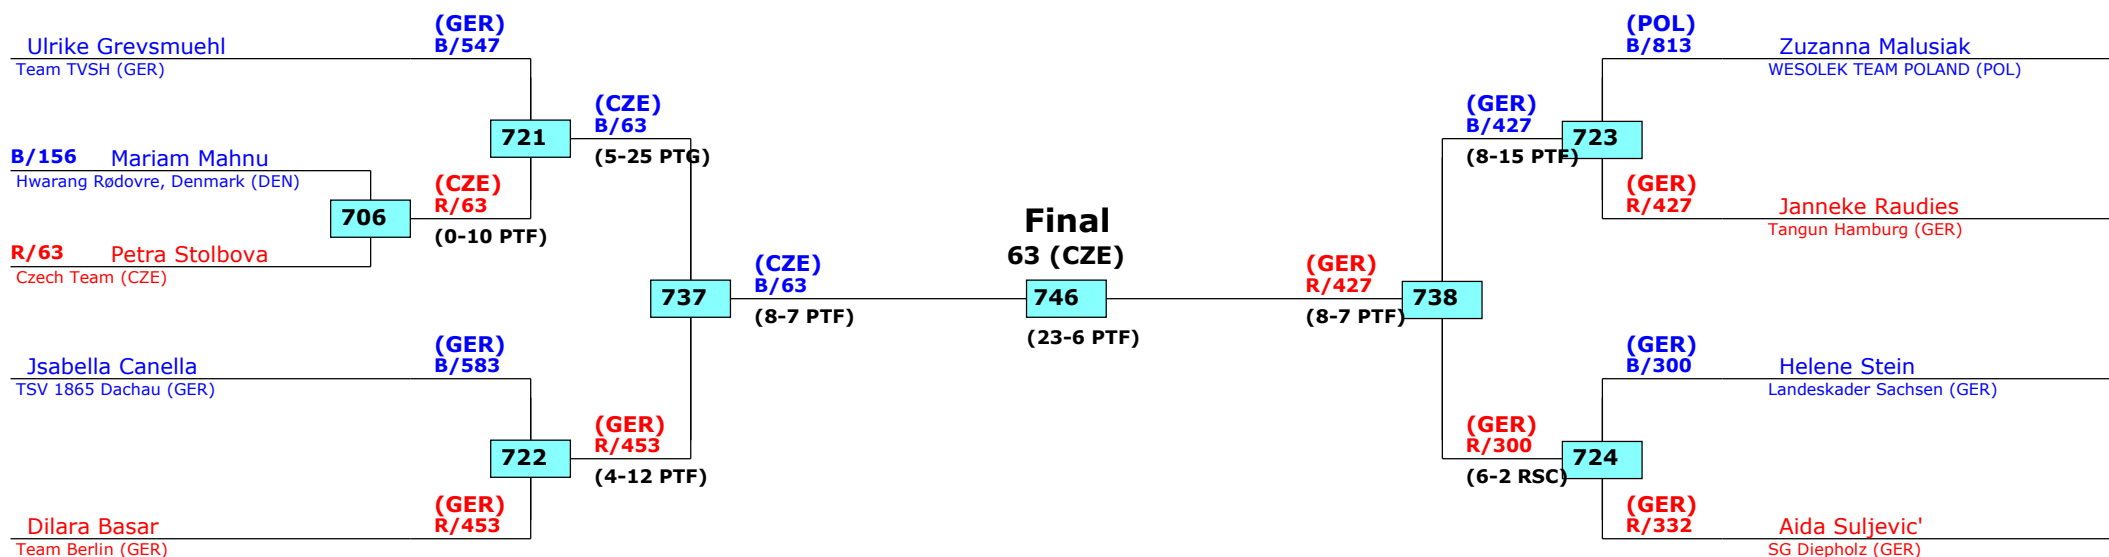 (GER)
B/547
Ulrike Grevsmuehl
Team TVSH (GER)
B/156 Mariam Mahnu
Hwarang Rødovre, Denmark (DEN)
R/63 Petra Stolbova
Czech Team (CZE)
706
(CZE)
R/63
(0-10 PTF)
721
(CZE)
B/63
(5-25 PTG)
(GER)
B/583
Jsabella Canella
TSV 1865 Dachau (GER)
722
(GER)
R/453
(4-12 PTF)
(GER)
R/453
Dilara Basar
Team Berlin (GER)
737
(CZE)
B/63
(8-7 PTF)
Final
63 (CZE)
746
(23-6 PTF)
(GER)
R/427
(8-7 PTF)
738
(GER)
B/427
(8-15 PTF)
723
(POL)
B/813
Zuzanna Malusiak
WESOLEK TEAM POLAND (POL)
(GER)
R/427
Janneke Raudies
Tangun Hamburg (GER)
(GER)
R/300
(6-2 RSC)
724
(GER)
B/300
Helene Stein
Landeskader Sachsen (GER)
(GER)
R/332
Aida Suljevic'
SG Diepholz (GER)